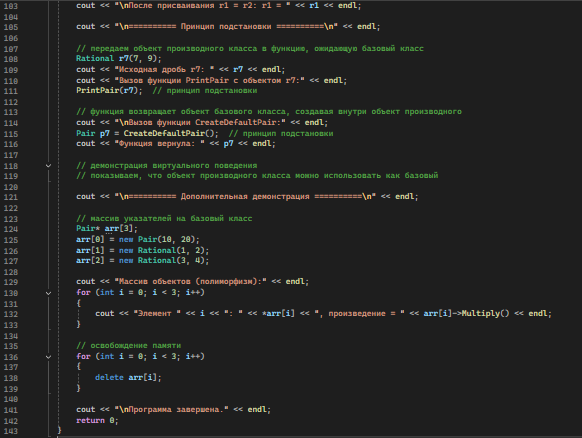 103 cout << "\nПосле присваивания r1 = r2: r1 = " << r1 << endl;
104
105 cout << "\n========== Принцип подстановки ==========\n" << endl;
106
107 // передаем объект производного класса в функцию, ожидающую базовый класс
108 Rational r7(7, 9);
109 cout << "Исходная дробь r7: " << r7 << endl;
110 cout << "Вызов функции PrintPair с объектом r7:" << endl;
111 PrintPair(r7); // принцип подстановки
112
113 // функция возвращает объект базового класса, создавая внутри объект производного
114 cout << "\nВызов функции CreateDefaultPair:" << endl;
115 Pair p7 = CreateDefaultPair(); // принцип подстановки
116 cout << "Функция вернула: " << p7 << endl;
117
118 // демонстрация виртуального поведения
119 // показываем, что объект производного класса можно использовать как базовый
120
121 cout << "\n========== Дополнительная демонстрация ==========\n" << endl;
122
123 // массив указателей на базовый класс
124 Pair* arr[3];
125 arr[0] = new Pair(10, 20);
126 arr[1] = new Rational(1, 2);
127 arr[2] = new Rational(3, 4);
128
129 cout << "Массив объектов (полиморфизм):" << endl;
130 for (int i = 0; i < 3; i++)
131 {
132 cout << "Элемент " << i << ": " << *arr[i] << ", произведение = " << arr[i]->Multiply() << endl;
133 }
134
135 // освобождение памяти
136 for (int i = 0; i < 3; i++)
137 {
138 delete arr[i];
139 }
140
141 cout << "\nПрограмма завершена." << endl;
142 return 0;
143 }